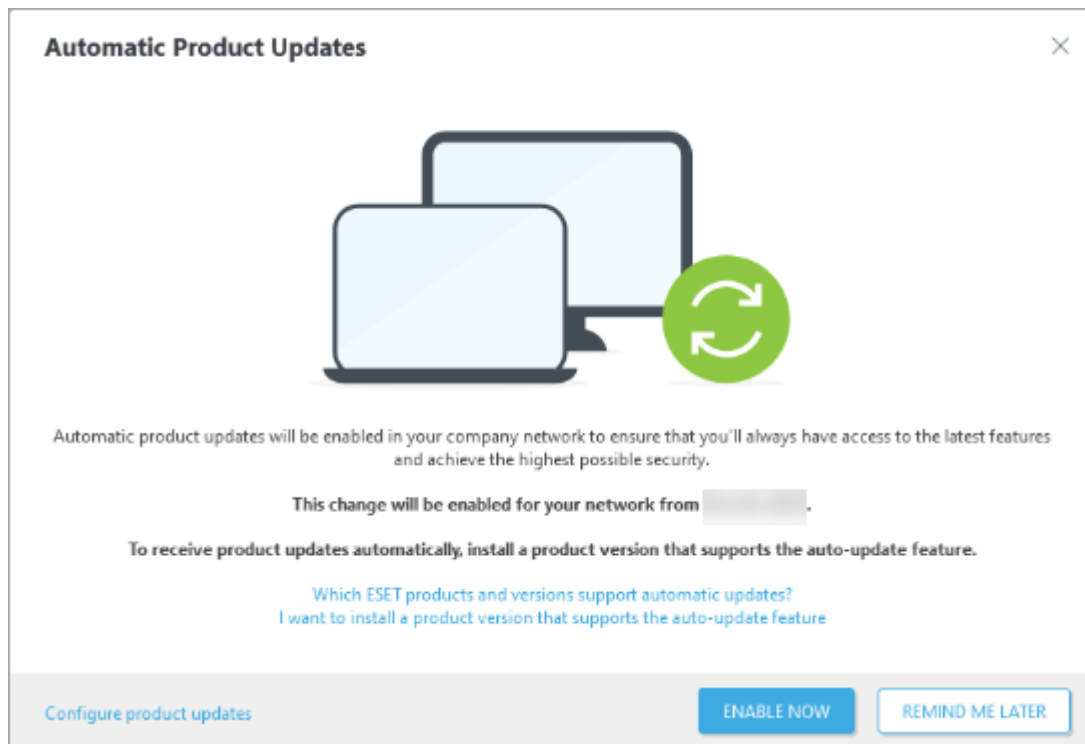 Automatic Product Updates
Automatic product updates will be enabled in your company network to ensure that you'll always have access to the latest features
and achieve the highest possible security.
This change will be enabled for your network from .
To receive product updates automatically, install a product version that supports the auto-update feature.
Which ESET products and versions support automatic updates?
I want to install a product version that supports the auto-update feature
Configure product updates
ENABLE NOW
REMIND ME LATER